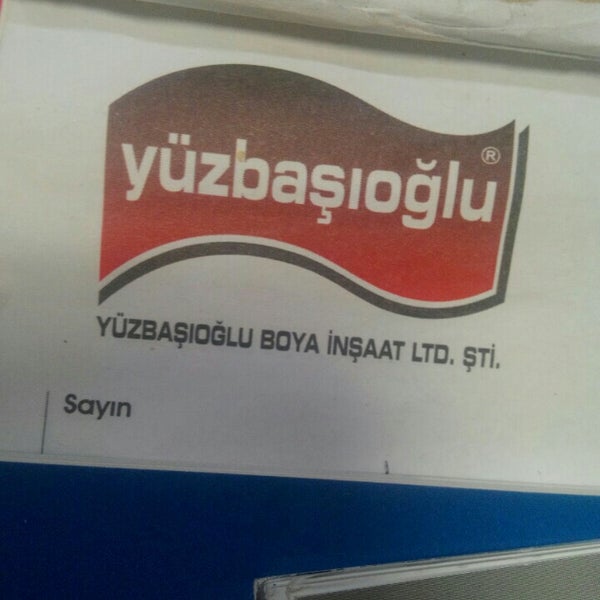 yüzbaşıoğlu ®
YÜZBAŞIOĞLU BOYA İNŞAAT LTD. ŞTİ.
Sayın